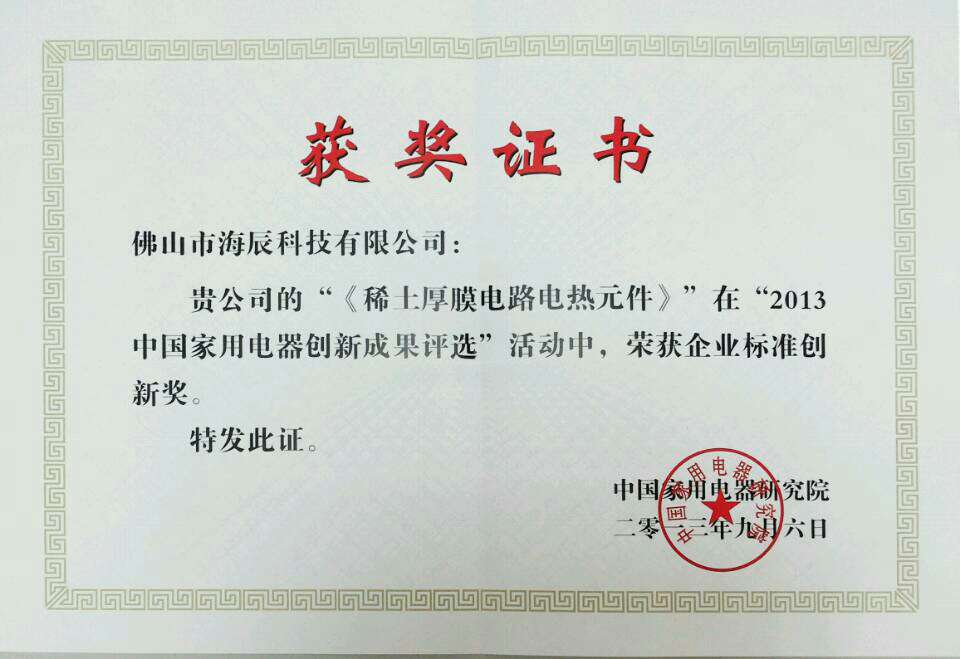 获奖证书
佛山市海辰科技有限公司：
贵公司的“《稀土厚膜电路电热元件》”在“2013
中国家用电器创新成果评选”活动中，荣获企业标准创
新奖。
特发此证。
中国家用电器研究院
二零一三年九月六日
中国家用电器研究院